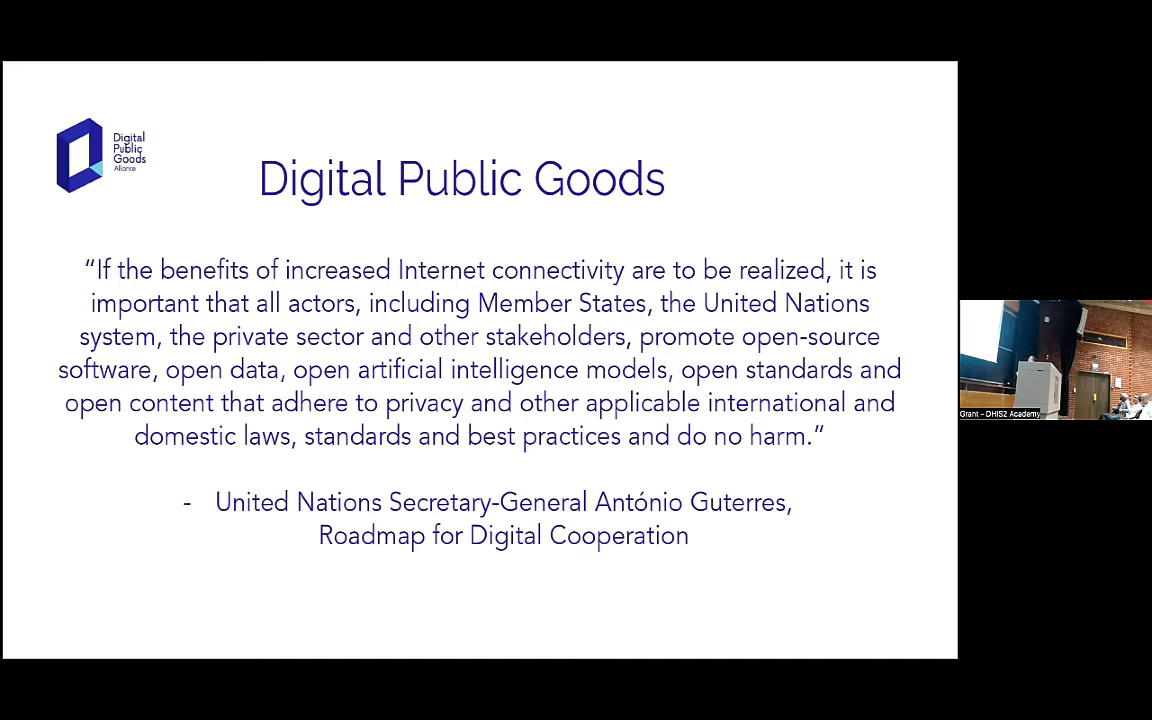 Digital
Public
Goods
Alliance
Digital Public Goods
“If the benefits of increased Internet connectivity are to be realized, it is
important that all actors, including Member States, the United Nations
system, the private sector and other stakeholders, promote open-source
software, open data, open artificial intelligence models, open standards and
open content that adhere to privacy and other applicable international and
domestic laws, standards and best practices and do no harm.”
- United Nations Secretary-General António Guterres,
Roadmap for Digital Cooperation
Grant - DHIS2 Academy